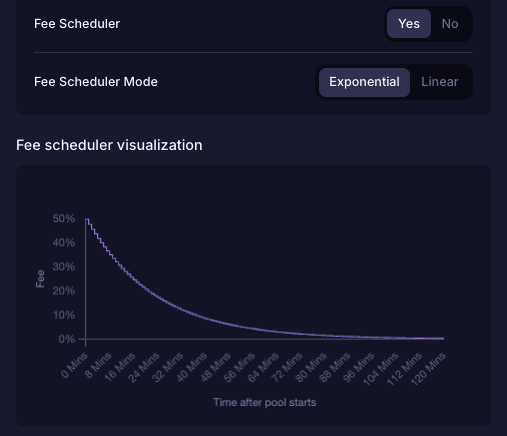 Fee Scheduler Yes No
Fee Scheduler Mode Exponential Linear
Fee scheduler visualization
50%
40%
30%
20%
10%
0%
Fee
0 Mins 8 Mins 16 Mins 24 Mins 32 Mins 40 Mins 48 Mins 56 Mins 64 Mins 72 Mins 80 Mins 88 Mins 96 Mins 104 Mins 112 Mins 120 Mins
Time after pool starts